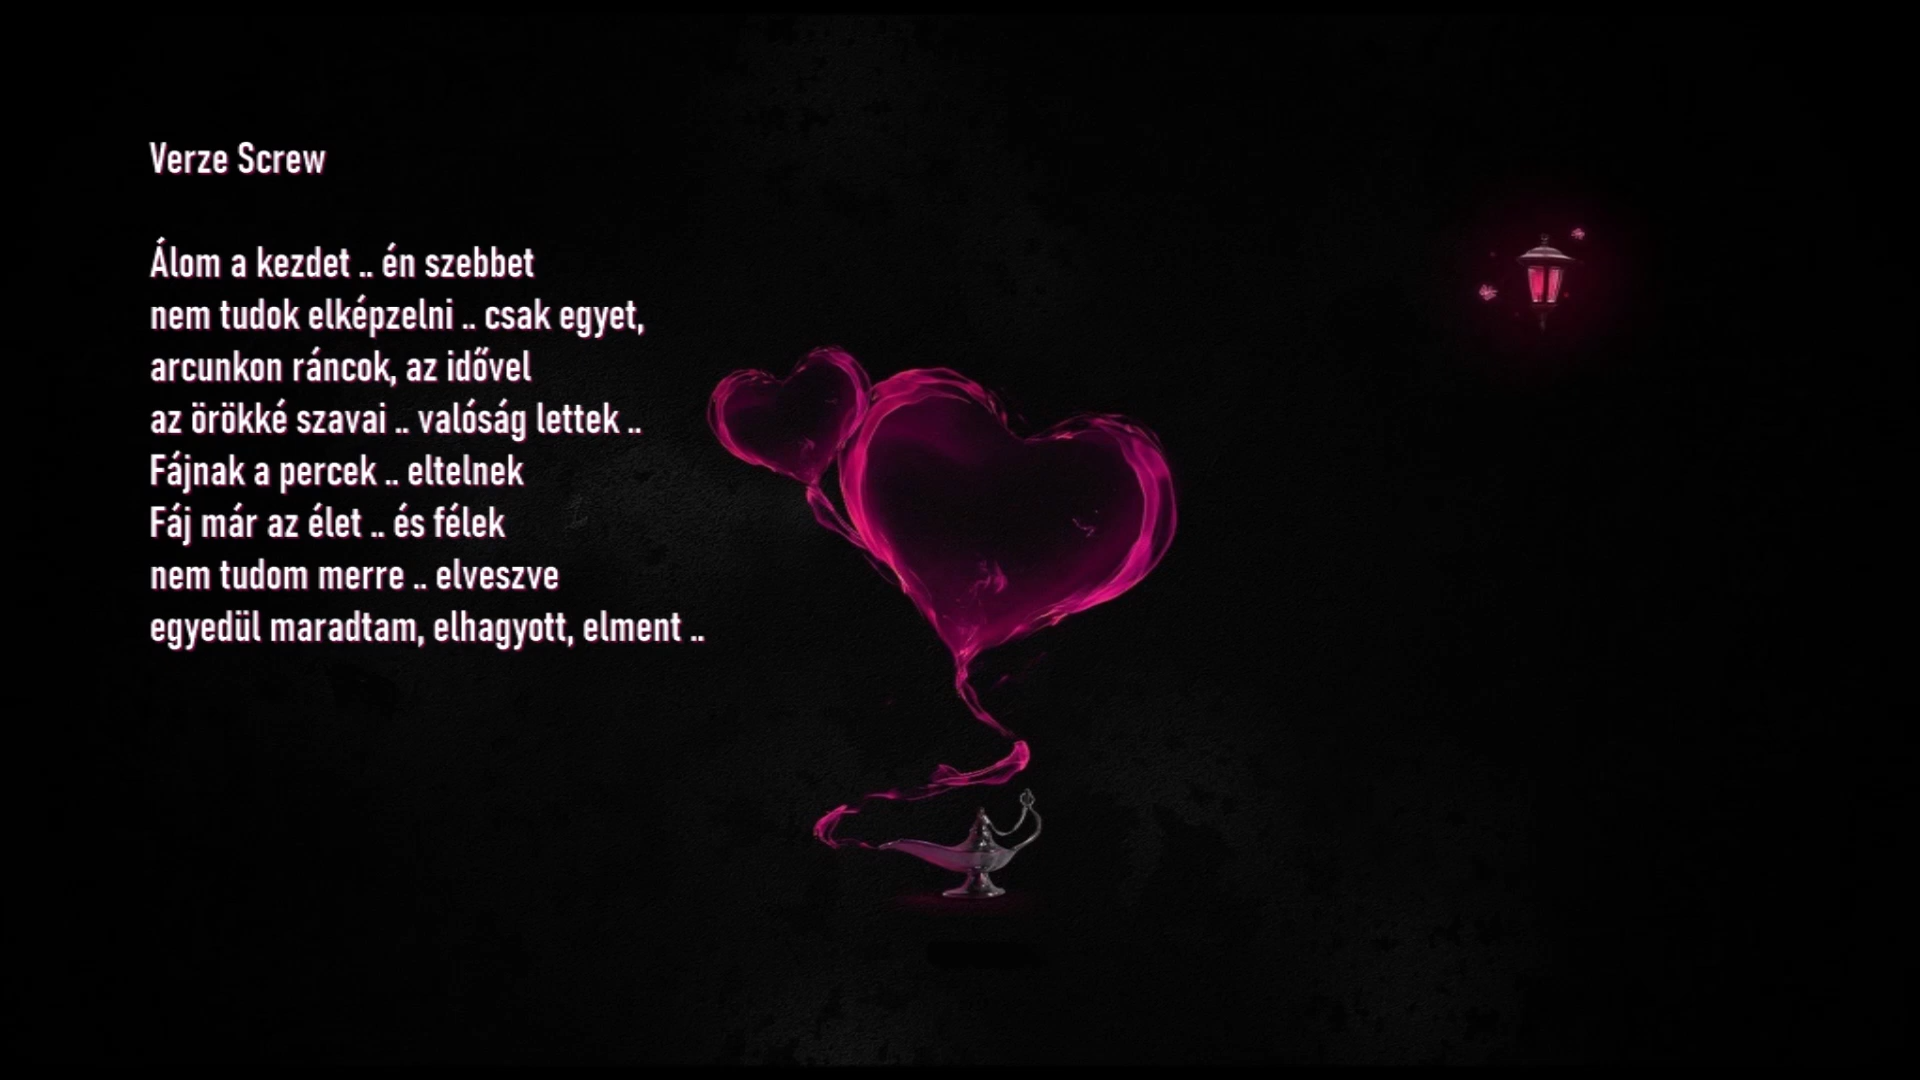 Verze Screw
Álom a kezdet .. én szebbet
nem tudok elképzelni .. csak egyet,
arcunkon ráncok, az idővel
az örökké szavai .. valóság lettek ..
Fájnak a percek .. eltelnek
Fáj már az élet .. és félek
nem tudom merre .. elveszve
egyedül maradtam, elhagyott, elment ..